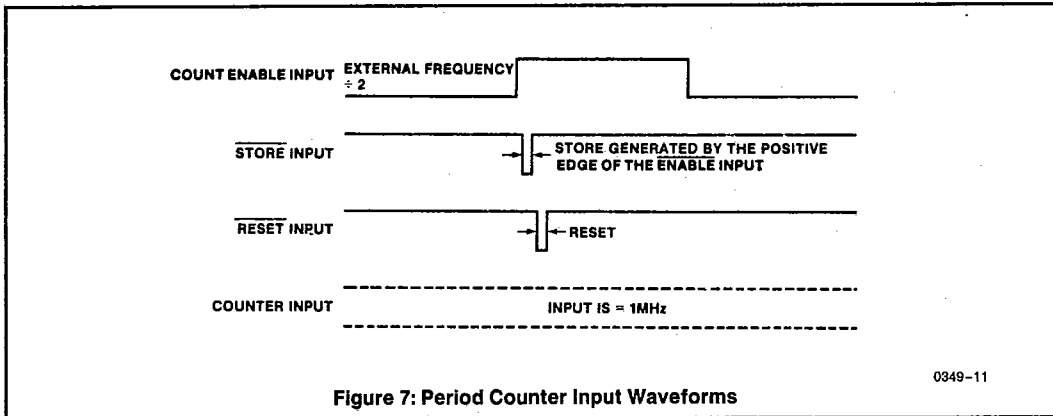 COUNT ENABLE INPUT
EXTERNAL FREQUENCY
÷ 2
STORE INPUT
STORE GENERATED BY THE POSITIVE
EDGE OF THE ENABLE INPUT
RESET INPUT
RESET
COUNTER INPUT
INPUT IS = 1MHz
0349-11
Figure 7: Period Counter Input Waveforms